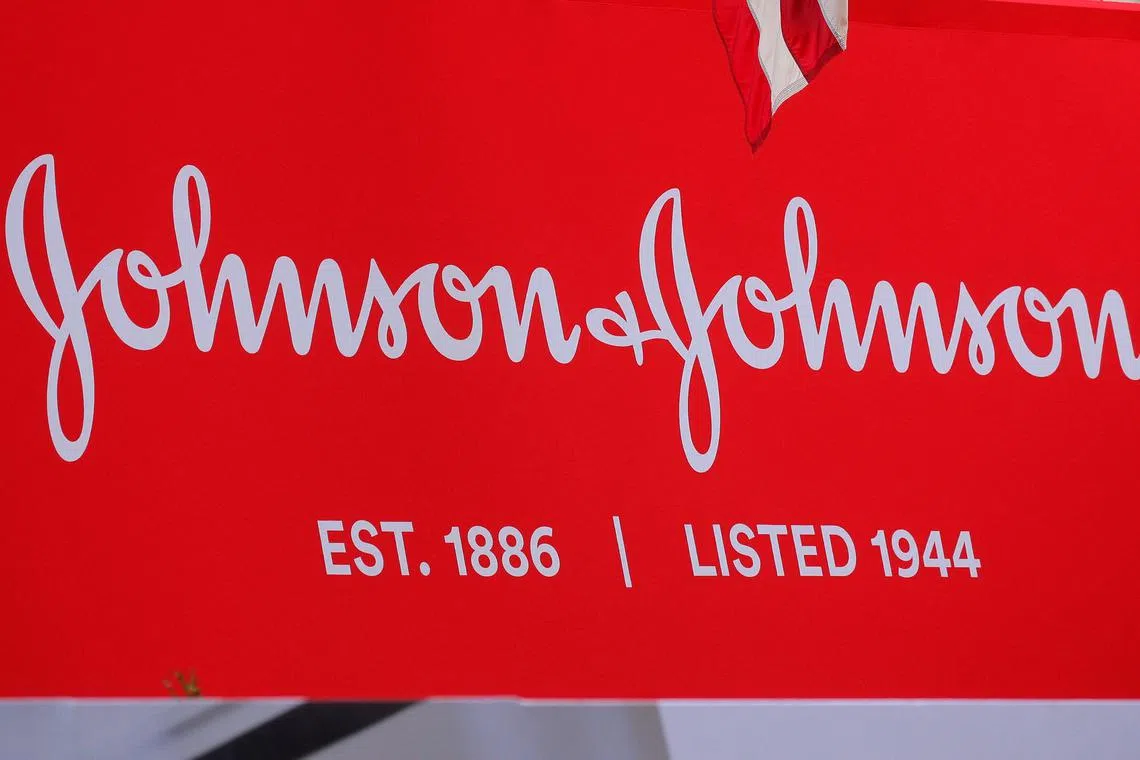 Johnson & Johnson
EST. 1886 | LISTED 1944